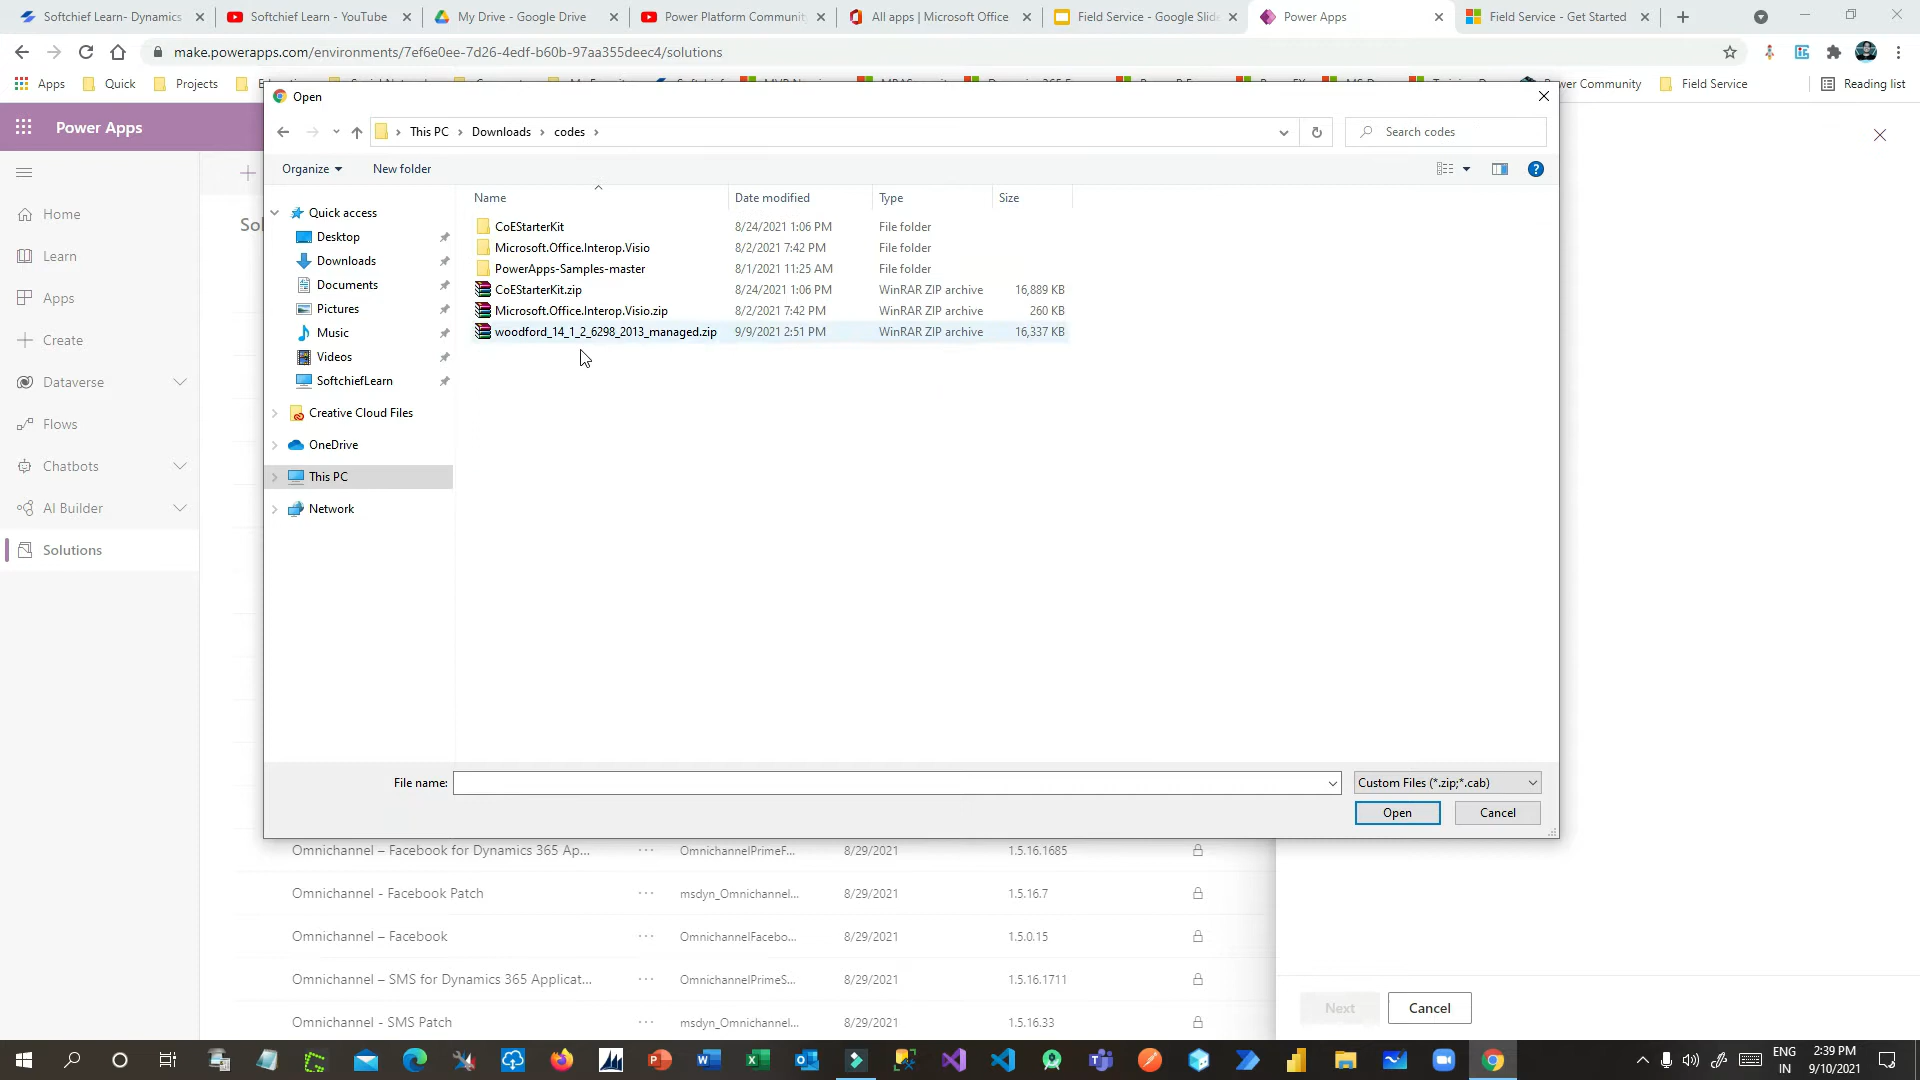 Softchief Learn- Dynamics
Softchief Learn - YouTube
My Drive - Google Drive
Power Platform Communit
All apps | Microsoft Office
Field Service - Google Slid
Power Apps
Field Service - Get Started
make.powerapps.com/environments/7ef6e0ee-7d26-4edf-b60b-97aa355deec4/solutions
Apps
Quick
Projects
wer Community
Field Service
Reading list
Power Apps
Open
This PC
Downloads
codes
Search codes
Organize
New folder
Name
Date modified
Type
Size
CoEStarterKit
8/24/2021 1:06 PM
File folder
Microsoft.Office.Interop.Visio
8/2/2021 7:42 PM
File folder
PowerApps-Samples-master
8/1/2021 11:25 AM
File folder
CoEStarterKit.zip
8/24/2021 1:06 PM
WinRAR ZIP archive
16,889 KB
Microsoft.Office.Interop.Visio.zip
8/2/2021 7:42 PM
WinRAR ZIP archive
260 KB
woodford_14_1_2_6298_2013_managed.zip
9/9/2021 2:51 PM
WinRAR ZIP archive
16,337 KB
Quick access
Desktop
Downloads
Documents
Pictures
Music
Videos
SoftchiefLearn
Creative Cloud Files
OneDrive
This PC
Network
File name:
Custom Files (*.zip;*.cab)
Open
Cancel
Home
Learn
Apps
Create
Dataverse
Flows
Chatbots
AI Builder
Solutions
Sol
Omnichannel – Facebook for Dynamics 365 Ap...
OmnichannelPrimeF...
8/29/2021
1.5.16.1685
Omnichannel - Facebook Patch
msdyn_Omnichannel...
8/29/2021
1.5.16.7
Omnichannel – Facebook
OmnichannelFacebo...
8/29/2021
1.5.0.15
Omnichannel – SMS for Dynamics 365 Applicat...
OmnichannelPrimeS...
8/29/2021
1.5.16.1711
Omnichannel - SMS Patch
msdyn_Omnichannel...
8/29/2021
1.5.16.33
Next
Cancel
ENG
IN
2:39 PM
9/10/2021